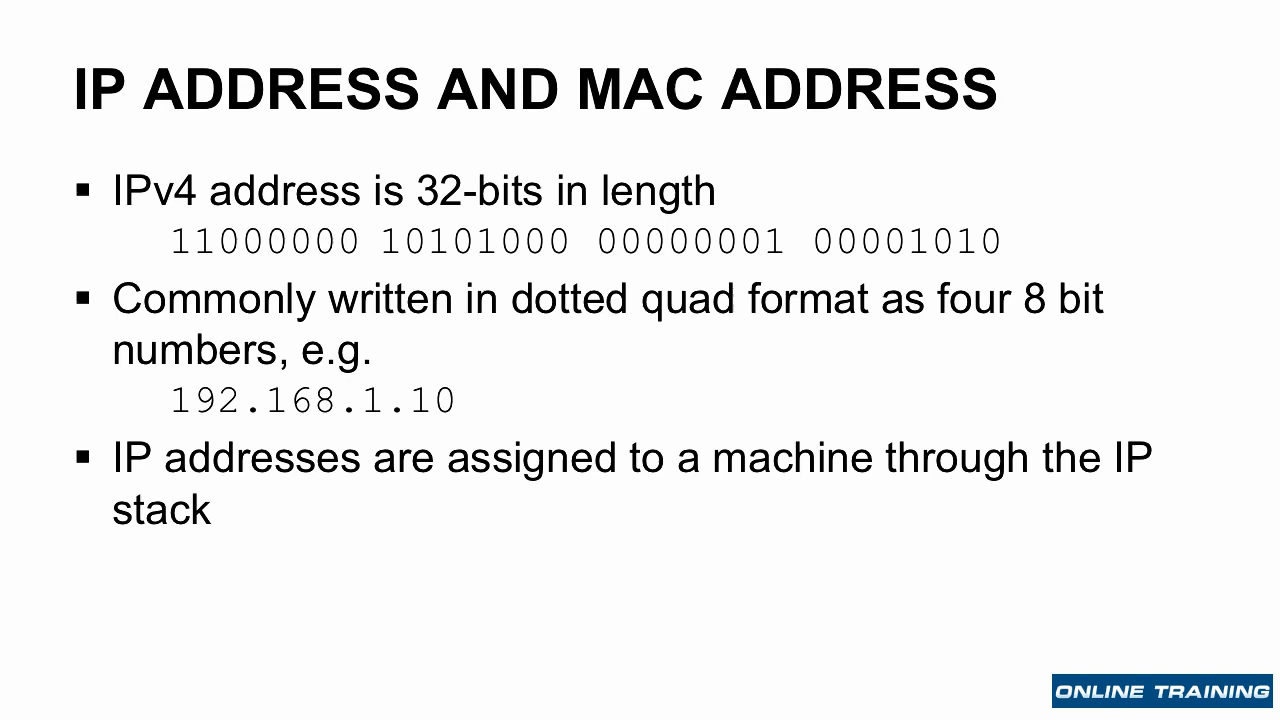 IP ADDRESS AND MAC ADDRESS
▪ IPv4 address is 32-bits in length
11000000 10101000 00000001 00001010
▪ Commonly written in dotted quad format as four 8 bit
numbers, e.g.
192.168.1.10
▪ IP addresses are assigned to a machine through the IP
stack
ONLINE TRAINING